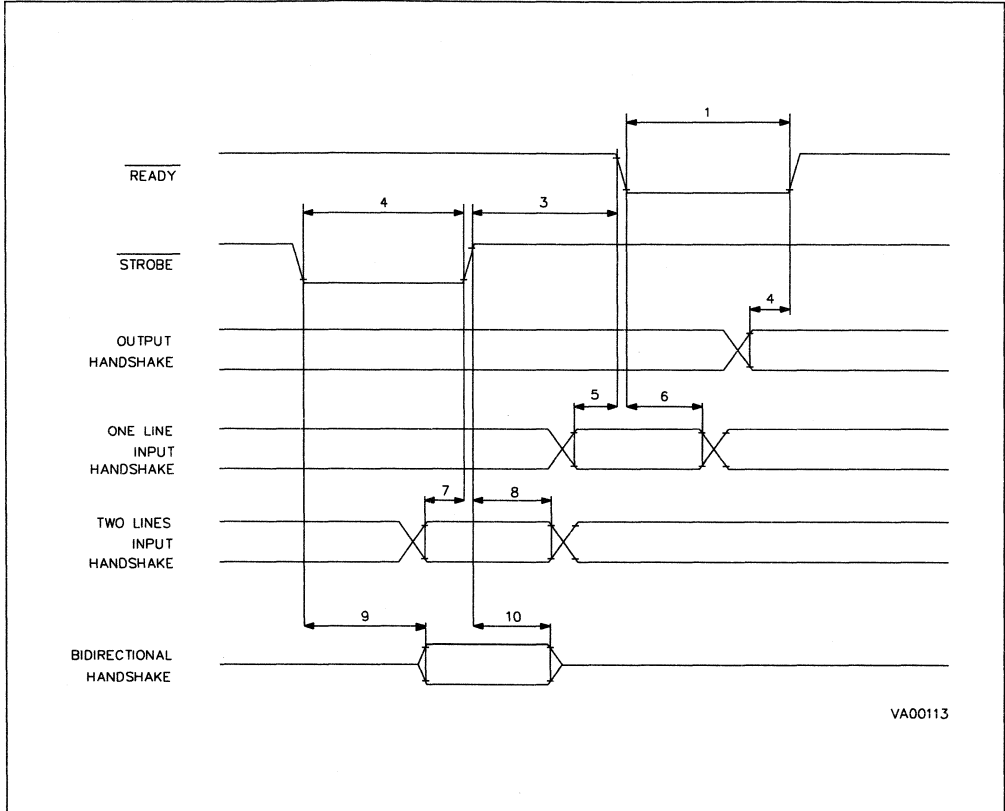 1
READY
4
3
STROBE
4
OUTPUT
HANDSHAKE
5
6
ONE LINE
INPUT
HANDSHAKE
7
8
TWO LINES
INPUT
HANDSHAKE
9
10
BIDIRECTIONAL
HANDSHAKE
VA00113